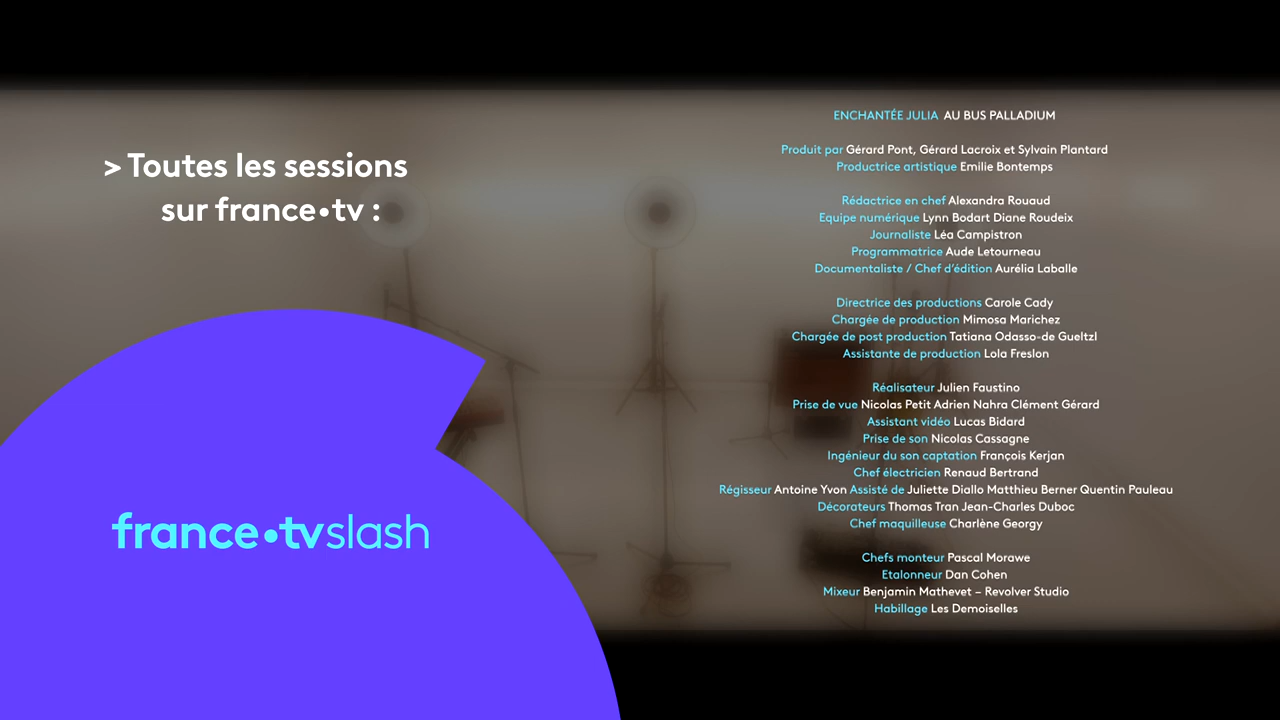 > Toutes les sessions
sur france•tv :
france•tvslash
ENCHANTÉE JULIA AU BUS PALLADIUM
Produit par Gérard Pont, Gérard Lacroix et Sylvain Plantard
Productrice artistique Emilie Bontemps
Rédactrice en chef Alexandra Rouaud
Equipe numérique Lynn Bodart Diane Roudeix
Journaliste Léa Campistron
Programmatrice Aude Letourneau
Documentaliste / Chef d'édition Aurélia Laballe
Directrice des productions Carole Cady
Chargée de production Mimosa Marichez
Chargée de post production Tatiana Odasso-de Gueltzl
Assistante de production Lola Freslon
Réalisateur Julien Faustino
Prise de vue Nicolas Petit Adrien Nahra Clément Gérard
Assistant vidéo Lucas Bidard
Prise de son Nicolas Cassagne
Ingénieur du son captation François Kerjan
Chef électricien Renaud Bertrand
Régisseur Antoine Yvon Assisté de Juliette Diallo Matthieu Berner Quentin Pauleau
Décorateurs Thomas Tran Jean-Charles Duboc
Chef maquilleuse Charlène Georgy
Chefs monteur Pascal Morawe
Etalonneur Dan Cohen
Mixeur Benjamin Mathevet – Revolver Studio
Habillage Les Demoiselles